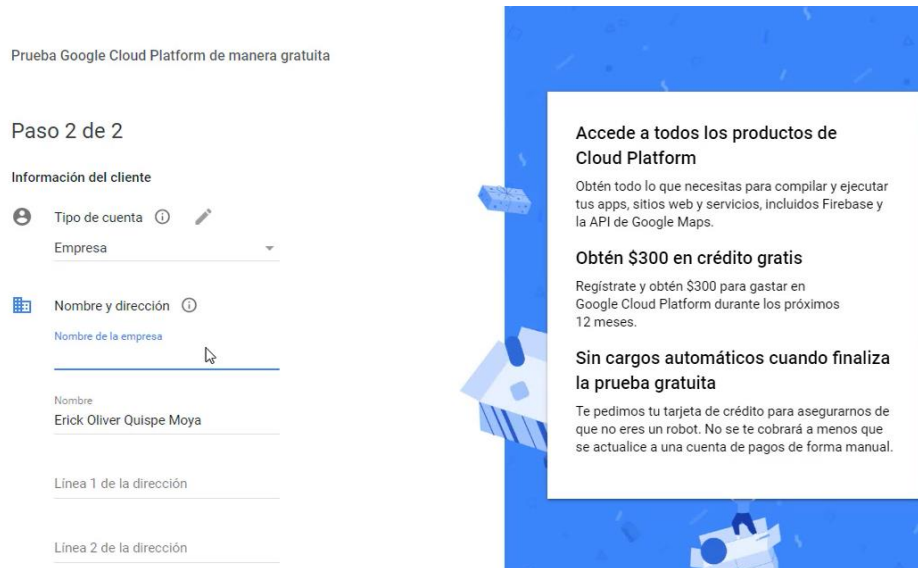 Prueba Google Cloud Platform de manera gratuita
Paso 2 de 2
Información del cliente
Tipo de cuenta
Empresa
Nombre y dirección
Nombre de la empresa
Nombre
Erick Oliver Quispe Moya
Línea 1 de la dirección
Línea 2 de la dirección
Accede a todos los productos de
Cloud Platform
Obtén todo lo que necesitas para compilar y ejecutar
tus apps, sitios web y servicios, incluidos Firebase y
la API de Google Maps.
Obtén $300 en crédito gratis
Regístrate y obtén $300 para gastar en
Google Cloud Platform durante los próximos
12 meses.
Sin cargos automáticos cuando finaliza
la prueba gratuita
Te pedimos tu tarjeta de crédito para asegurarnos de
que no eres un robot. No se te cobrará a menos que
se actualice a una cuenta de pagos de forma manual.